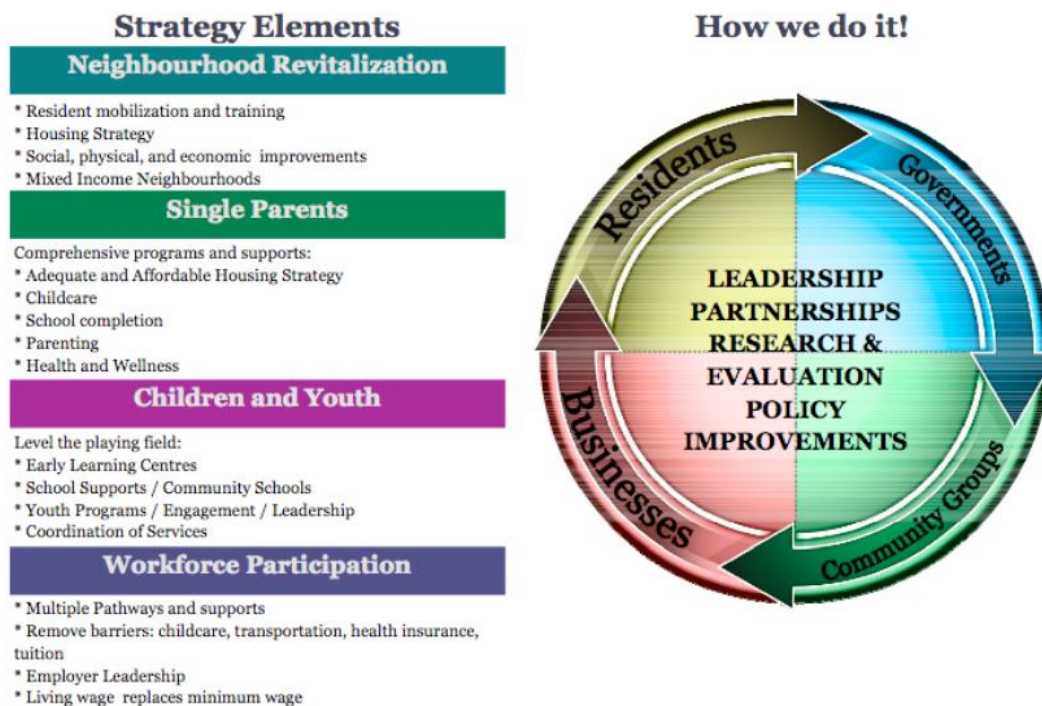 Strategy Elements
Neighbourhood Revitalization
* Resident mobilization and training
* Housing Strategy
* Social, physical, and economic improvements
* Mixed Income Neighbourhoods
Single Parents
Comprehensive programs and supports:
* Adequate and Affordable Housing Strategy
* Childcare
* School completion
* Parenting
* Health and Wellness
Children and Youth
Level the playing field:
* Early Learning Centres
* School Supports / Community Schools
* Youth Programs / Engagement / Leadership
* Coordination of Services
Workforce Participation
* Multiple Pathways and supports
* Remove barriers: childcare, transportation, health insurance,
tuition
* Employer Leadership
* Living wage replaces minimum wage
How we do it!
Residents
Governments
Community Groups
Businesses
LEADERSHIP
PARTNERSHIPS
RESEARCH &
EVALUATION
POLICY
IMPROVEMENTS